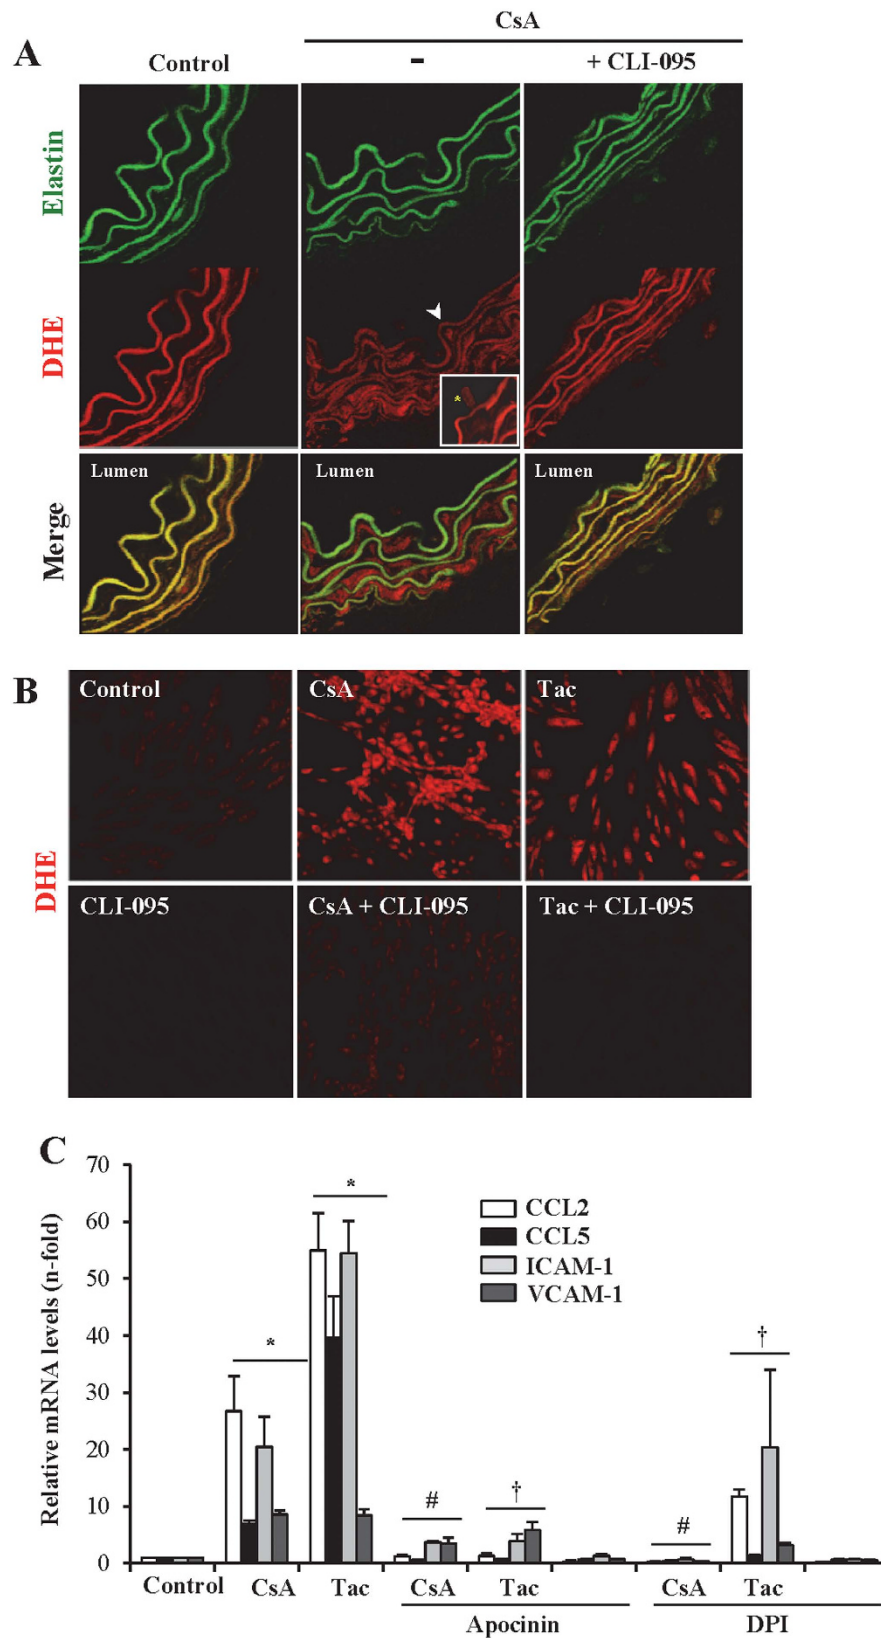 CsA
A
Control
-
+ CLI-095
Elastin
DHE
*
Merge
Lumen
Lumen
Lumen
B
Control
CsA
Tac
DHE
CLI-095
CsA + CLI-095
Tac + CLI-095
C
Relative mRNA levels (n-fold)
70
60
50
40
30
20
10
0
*
*
#
†
#
†
CCL2
CCL5
ICAM-1
VCAM-1
Control
CsA
Tac
CsA
Tac
CsA
Tac
Apocinin
DPI